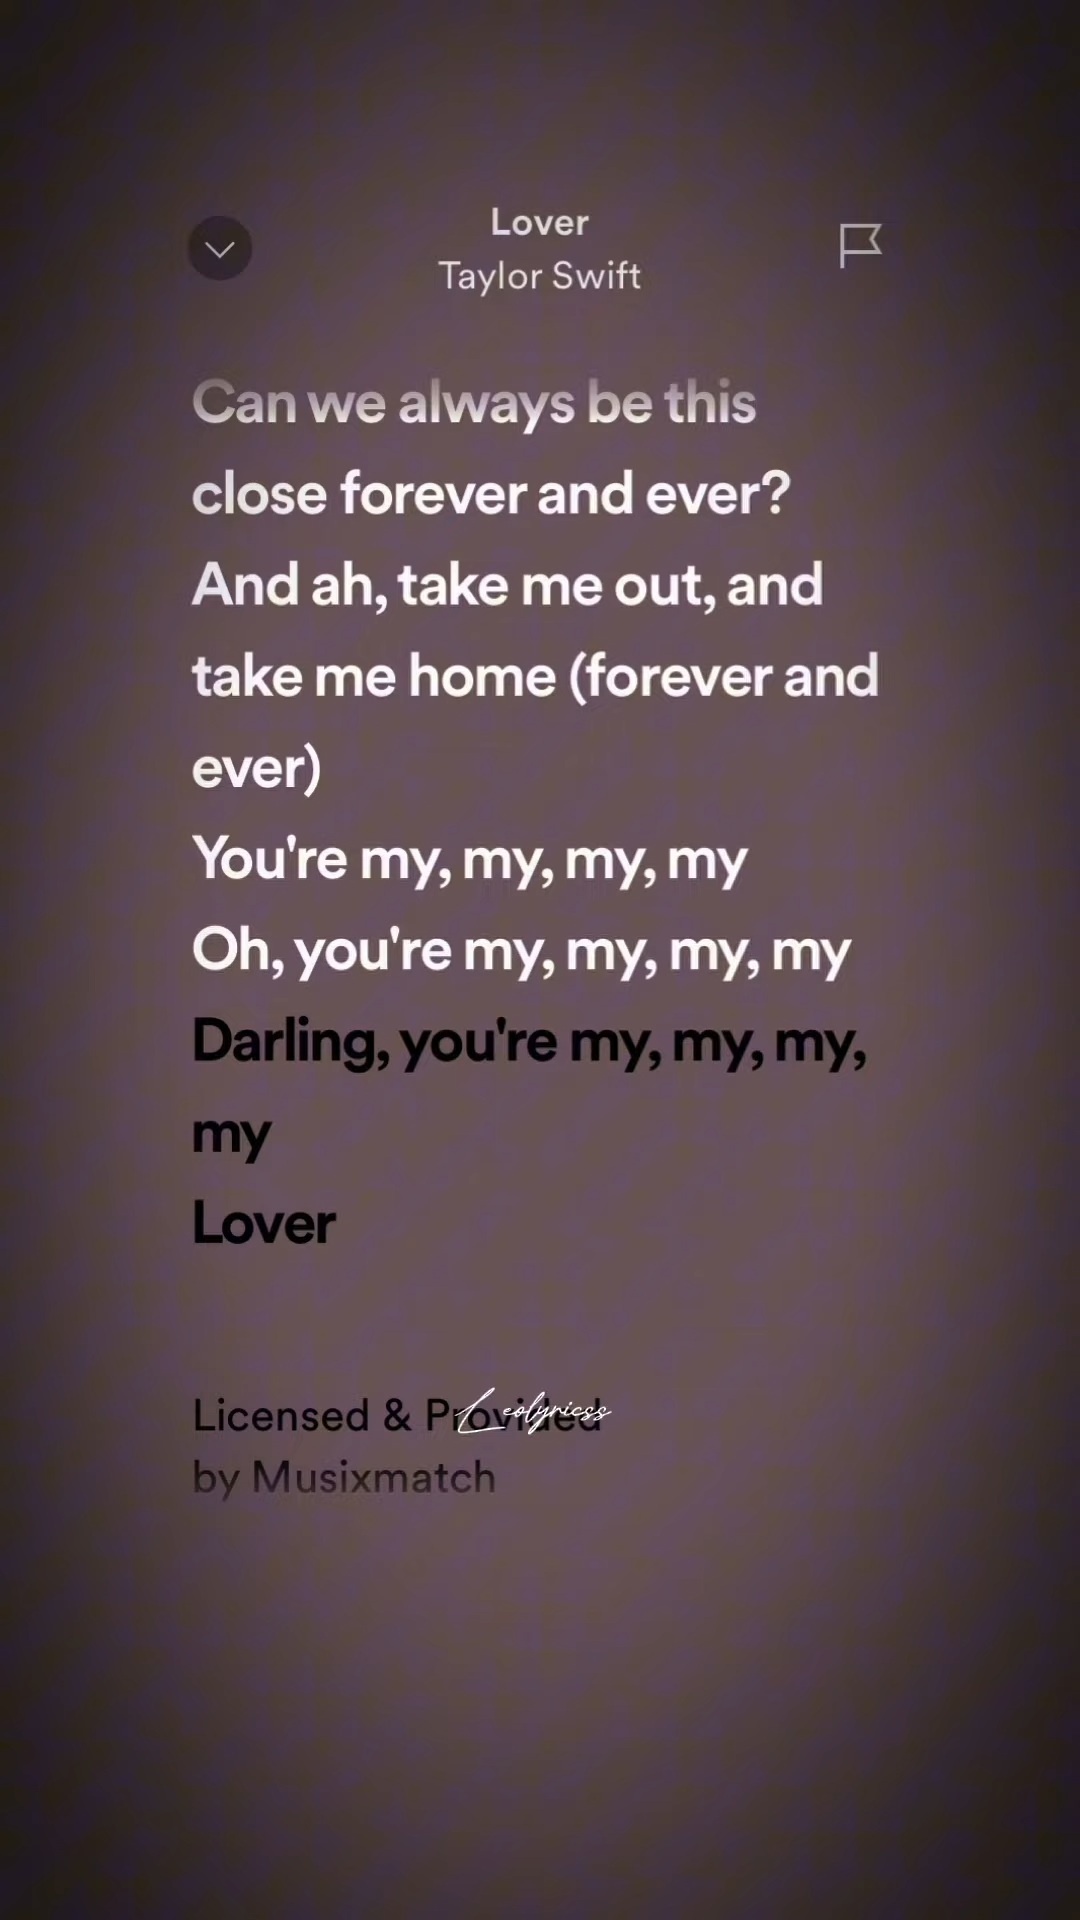 Lover
Taylor Swift
Can we always be this
close forever and ever?
And ah, take me out, and
take me home (forever and
ever)
You're my, my, my, my
Oh, you're my, my, my, my
Darling, you're my, my, my,
my
Lover
Licensed & Provided
Leolyricss
by Musixmatch